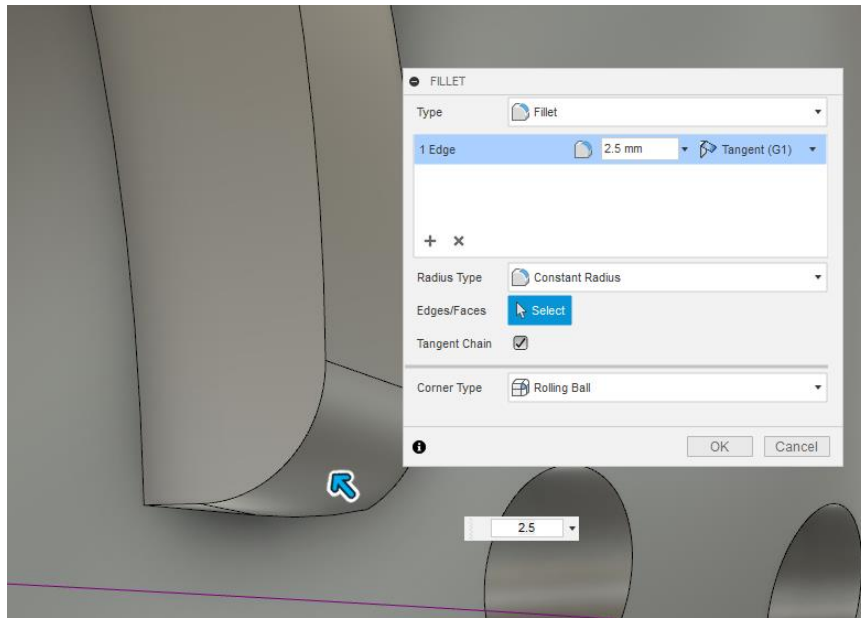 FILLET
Type Fillet
1 Edge 2.5 mm Tangent (G1)
Radius Type Constant Radius
Edges/Faces Select
Tangent Chain
Corner Type Rolling Ball
OK Cancel
2.5